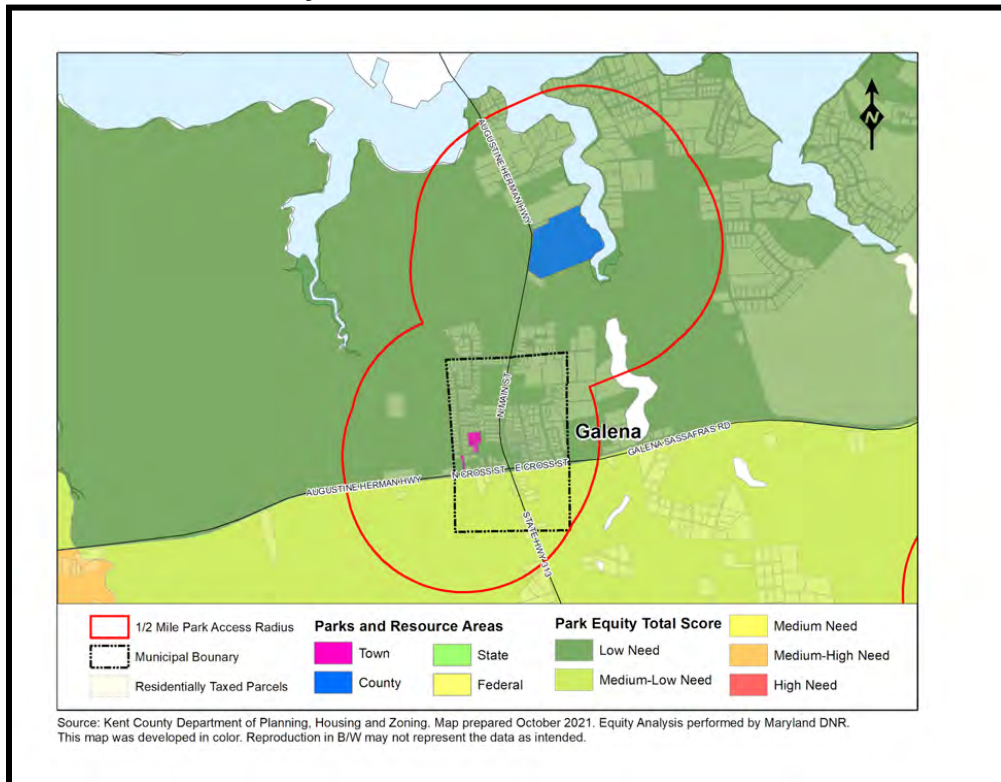 N
AUGUSTINE HERMAN HWY
N MAIN ST
Galena
GALENA SASSAFRAS RD
N CROSS ST
E CROSS ST
AUGUSTINE HERMAN HWY
STATE HWY 313
1/2 Mile Park Access Radius
Municipal Bounary
Residentially Taxed Parcels
Parks and Resource Areas
Town
County
State
Federal
Park Equity Total Score
Low Need
Medium-Low Need
Medium Need
Medium-High Need
High Need
Source: Kent County Department of Planning, Housing and Zoning. Map prepared October 2021. Equity Analysis performed by Maryland DNR.
This map was developed in color. Reproduction in B/W may not represent the data as intended.